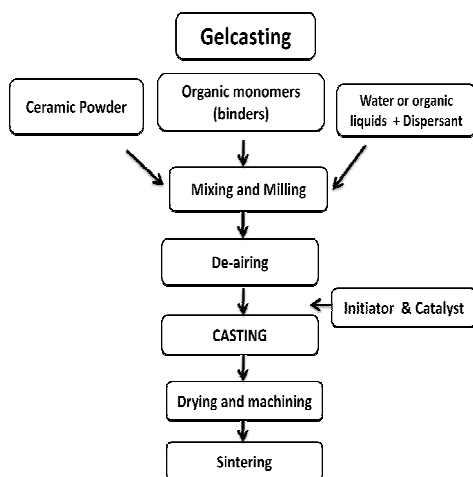 Gelcasting
Ceramic Powder
Organic monomers
(binders)
Water or organic
liquids + Dispersant
Mixing and Milling
De-airing
Initiator & Catalyst
CASTING
Drying and machining
Sintering